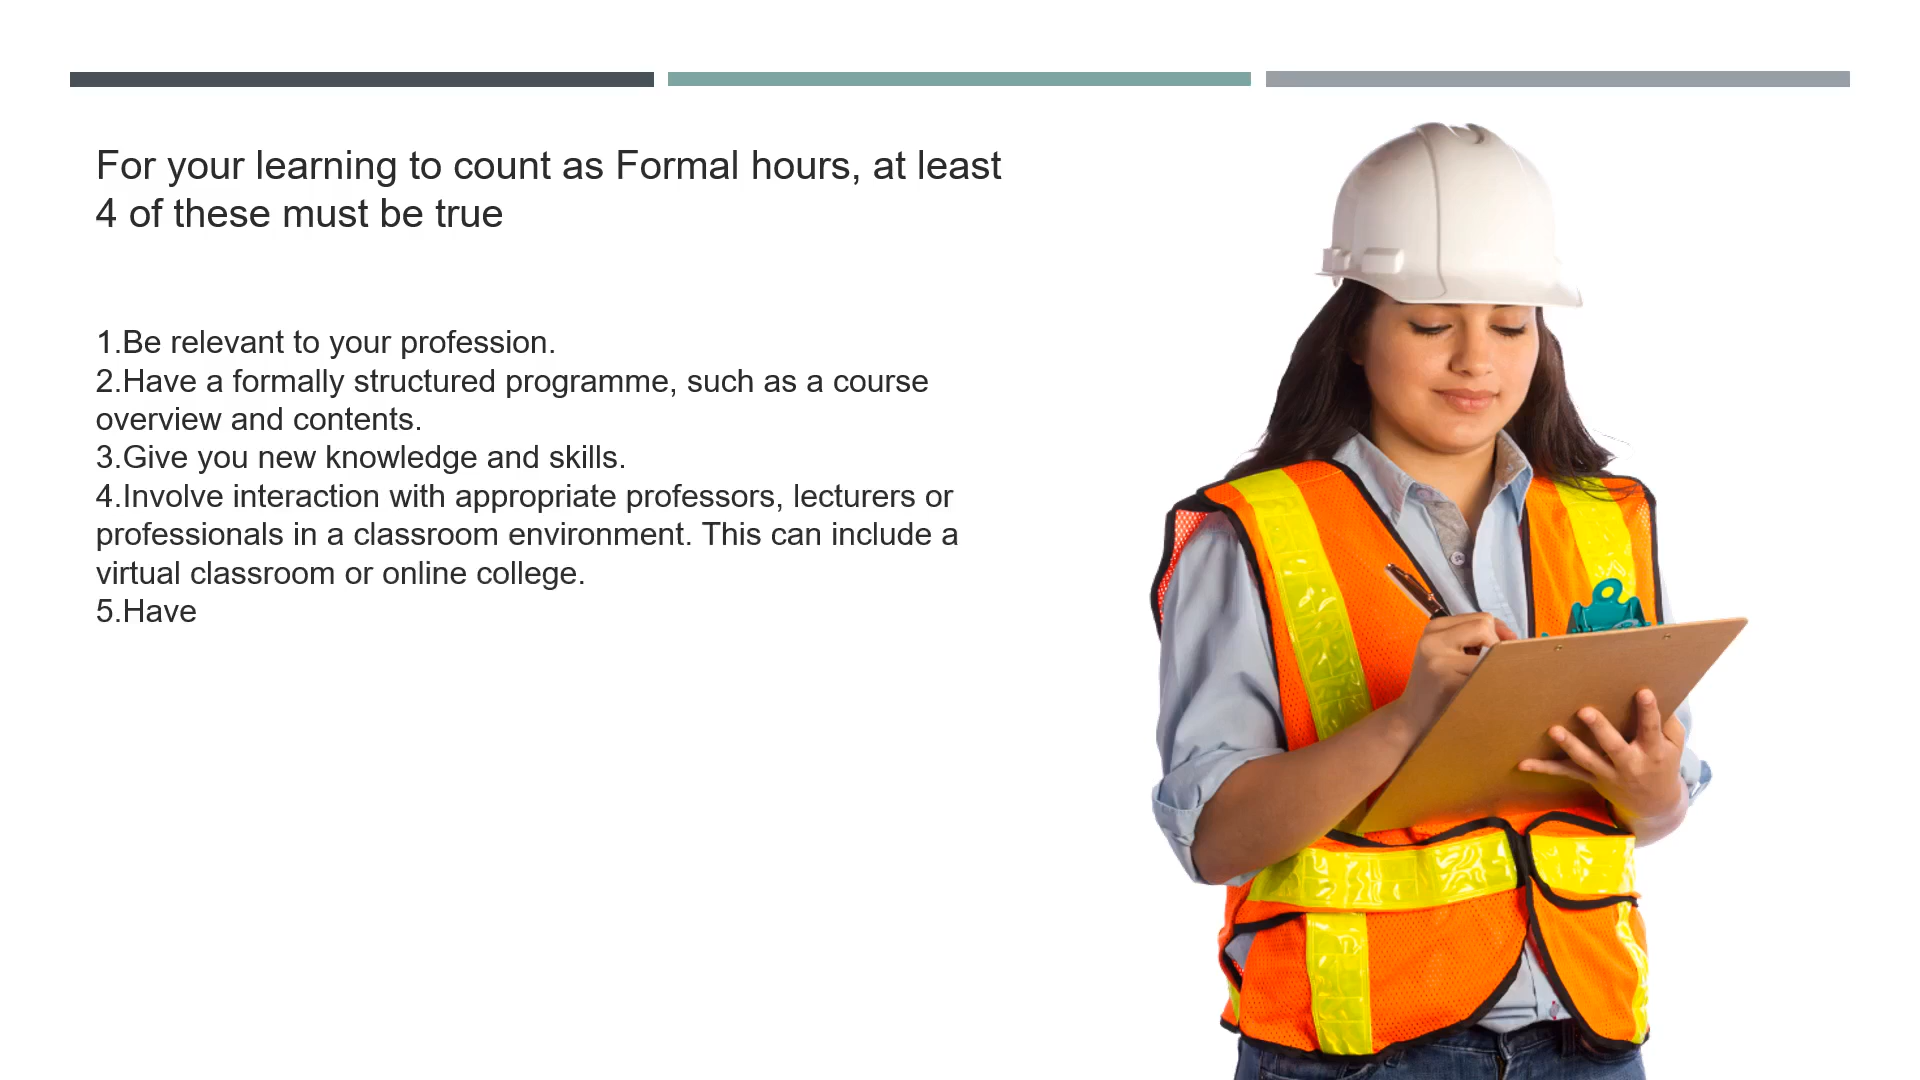 For your learning to count as Formal hours, at least
4 of these must be true
1.Be relevant to your profession.
2.Have a formally structured programme, such as a course
overview and contents.
3.Give you new knowledge and skills.
4.Involve interaction with appropriate professors, lecturers or
professionals in a classroom environment. This can include a
virtual classroom or online college.
5.Have